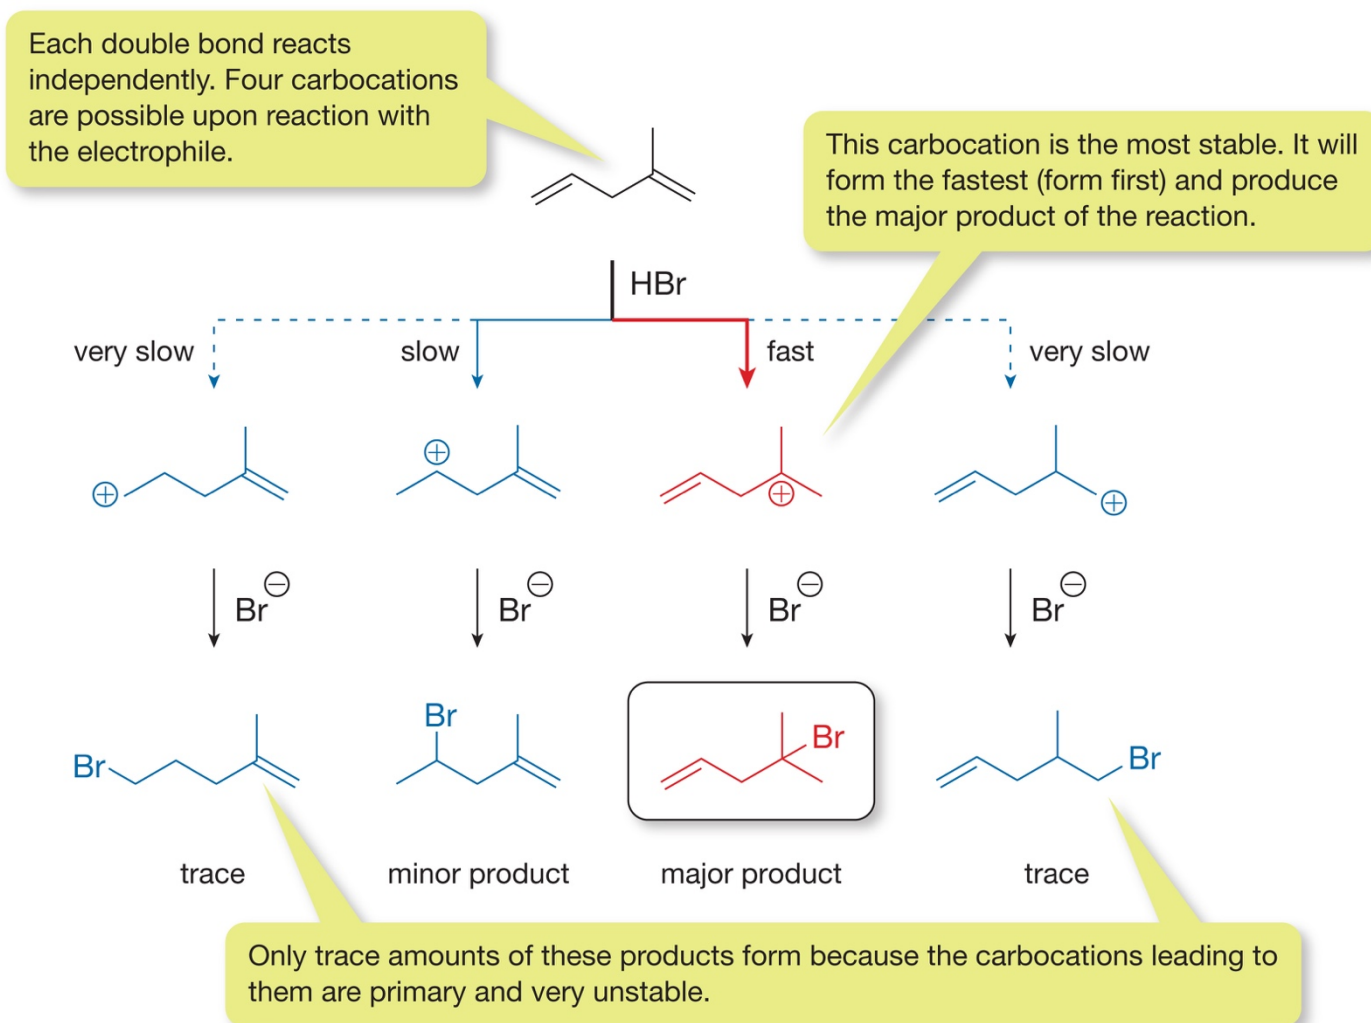 Each double bond reacts
independently. Four carbocations
are possible upon reaction with
the electrophile.
This carbocation is the most stable. It will
form the fastest (form first) and produce
the major product of the reaction.
HBr
very slow
slow
fast
very slow
⊕
⊕
⊕
⊕
Br⊖
Br⊖
Br⊖
Br⊖
Br
Br
Br
Br
trace
minor product
major product
trace
Only trace amounts of these products form because the carbocations leading to
them are primary and very unstable.